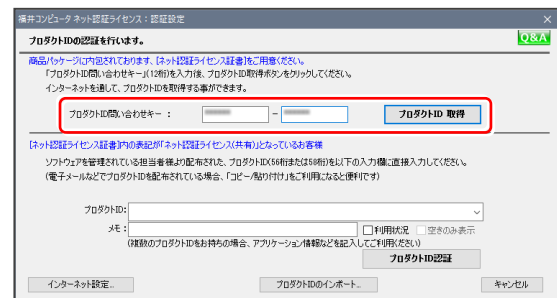 福井コンピュータ ネット認証ライセンス：認証設定
プロダクトIDの認証を行います。
Q&A
商品パッケージに内包されております、[ネット認証ライセンス証書]をご用意ください。
「プロダクトID問い合わせキー」(12桁)を入力後、プロダクトID取得ボタンをクリックしてください。
インターネットを通して、プロダクトIDを取得する事ができます。
プロダクトID問い合わせキー： － プロダクトID 取得
[ネット認証ライセンス証書]内の表記が「ネット認証ライセンス(共有)」となっているお客様
ソフトウェアを管理されている担当者様より配布された、プロダクトID(56桁または58桁)を以下の入力欄に直接入力してください。
(電子メールなどでプロダクトIDを配布されている場合、「コピー/貼り付け」をご利用になると便利です)
プロダクトID:
メモ： 利用状況 空きのみ表示
(複数のプロダクトIDをお持ちの場合、アプリケーション情報などを記入してご利用ください)
プロダクトID認証
インターネット設定... プロダクトIDのインポート... キャンセル